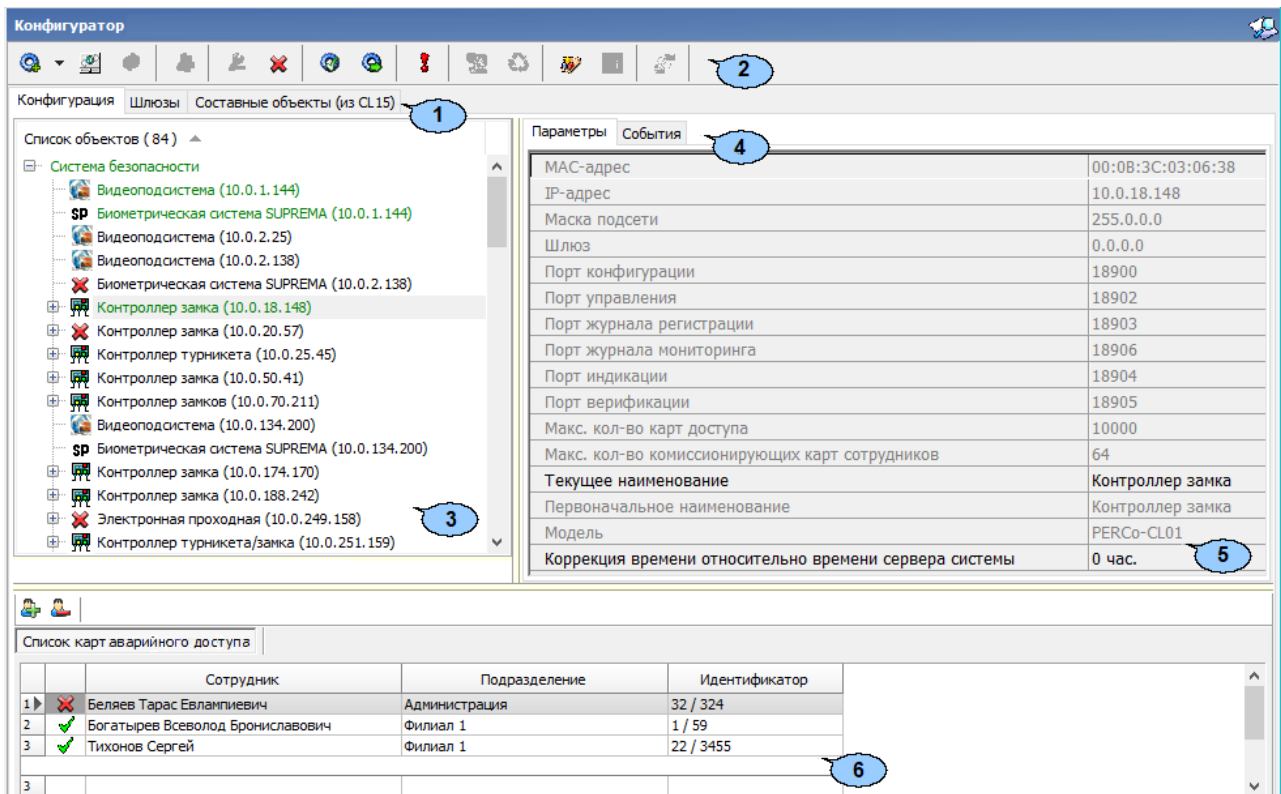 Конфигуратор
2
Конфигурация Шлюзы Составные объекты (из CL15)
1
Список объектов (84)
Система безопасности
Видеоподсистема (10.0.1.144)
SP Биометрическая система SUPREMA (10.0.1.144)
Видеоподсистема (10.0.2.25)
Видеоподсистема (10.0.2.138)
Биометрическая система SUPREMA (10.0.2.138)
Контроллер замка (10.0.18.148)
Контроллер замка (10.0.20.57)
Контроллер турникета (10.0.25.45)
Контроллер замка (10.0.50.41)
Контроллер замков (10.0.70.211)
Видеоподсистема (10.0.134.200)
SP Биометрическая система SUPREMA (10.0.134.200)
Контроллер замка (10.0.174.170)
Контроллер замка (10.0.188.242)
Электронная проходная (10.0.249.158)
3
Контроллер турникета/замка (10.0.251.159)
Параметры События
4
MAC-адрес 00:0B:3C:03:06:38
IP-адрес 10.0.18.148
Маска подсети 255.0.0.0
Шлюз 0.0.0.0
Порт конфигурации 18900
Порт управления 18902
Порт журнала регистрации 18903
Порт журнала мониторинга 18906
Порт индикации 18904
Порт верификации 18905
Макс. кол-во карт доступа 10000
Макс. кол-во комиссионирующих карт сотрудников 64
Текущее наименование Контроллер замка
Первоначальное наименование Контроллер замка
Модель PERCo-CL01
5
Коррекция времени относительно времени сервера системы 0 час.
Список карт аварийного доступа
Сотрудник Подразделение Идентификатор
1 Беляев Тарас Евлампиевич Администрация 32 / 324
2 Богатырев Всеволод Брониславович Филиал 1 1 / 59
3 Тихонов Сергей Филиал 1 22 / 3455
6
3